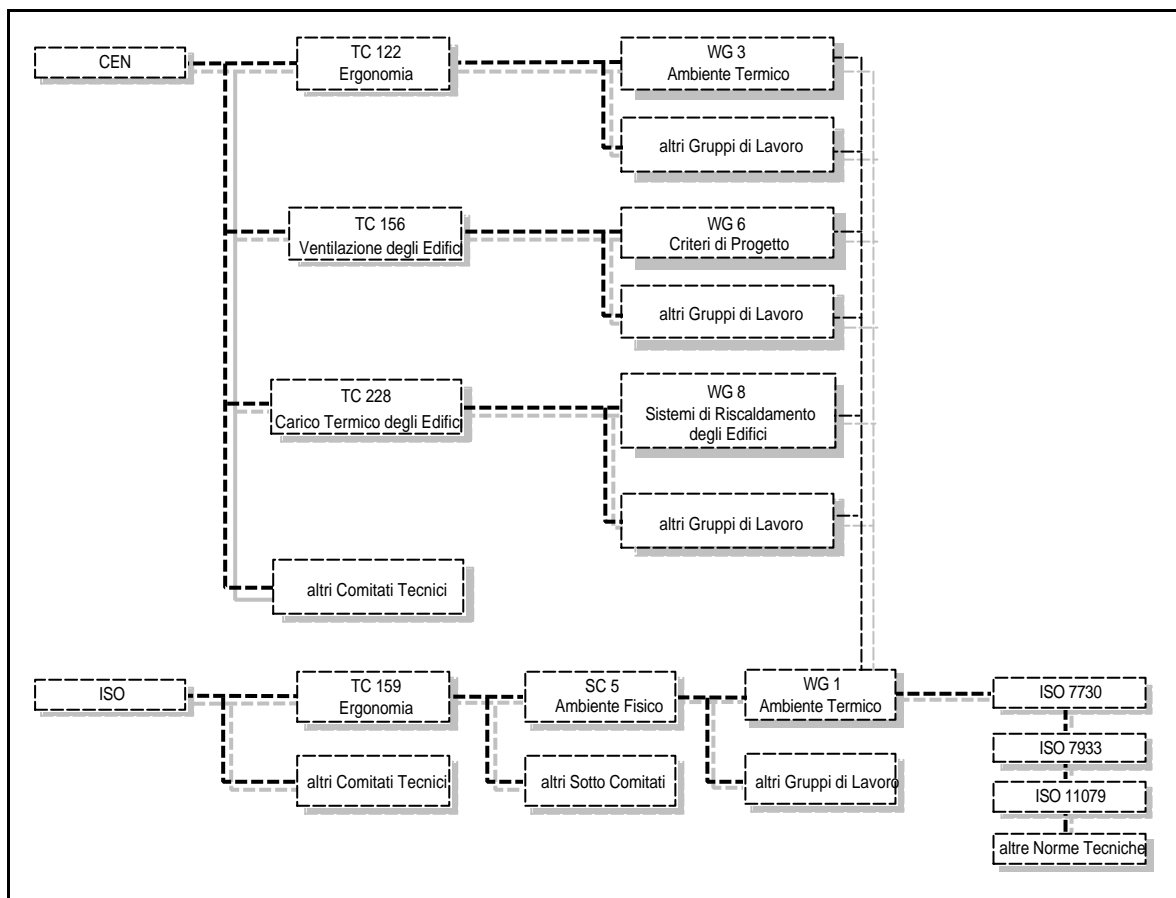 CEN
TC 122
Ergonomia
WG 3
Ambiente Termico
altri Gruppi di Lavoro
TC 156
Ventilazione degli Edifici
WG 6
Criteri di Progetto
altri Gruppi di Lavoro
TC 228
Carico Termico degli Edifici
WG 8
Sistemi di Riscaldamento
degli Edifici
altri Gruppi di Lavoro
altri Comitati Tecnici
ISO
TC 159
Ergonomia
SC 5
Ambiente Fisico
WG 1
Ambiente Termico
ISO 7730
altri Comitati Tecnici
altri Sotto Comitati
altri Gruppi di Lavoro
ISO 7933
ISO 11079
altre Norme Tecniche